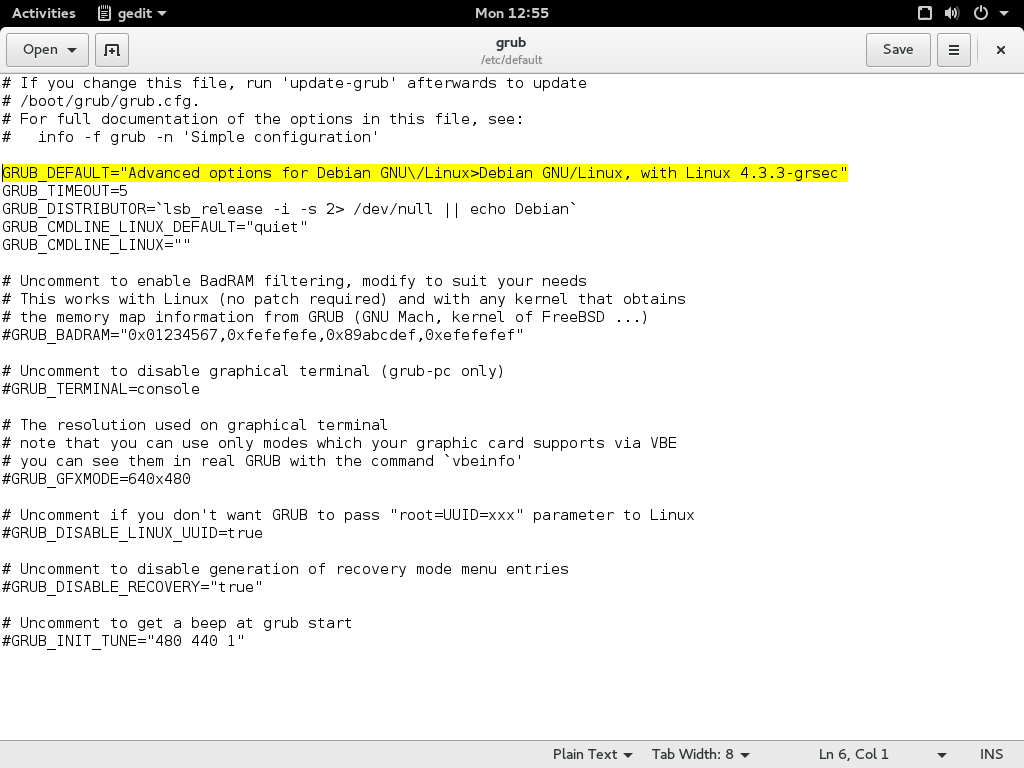 Activities gedit Mon 12:55
Open grub Save
/etc/default
# If you change this file, run 'update-grub' afterwards to update
# /boot/grub/grub.cfg.
# For full documentation of the options in this file, see:
#   info -f grub -n 'Simple configuration'
GRUB_DEFAULT="Advanced options for Debian GNU\/Linux>Debian GNU/Linux, with Linux 4.3.3-grsec"
GRUB_TIMEOUT=5
GRUB_DISTRIBUTOR=`lsb_release -i -s 2> /dev/null || echo Debian`
GRUB_CMDLINE_LINUX_DEFAULT="quiet"
GRUB_CMDLINE_LINUX=""
# Uncomment to enable BadRAM filtering, modify to suit your needs
# This works with Linux (no patch required) and with any kernel that obtains
# the memory map information from GRUB (GNU Mach, kernel of FreeBSD ...)
#GRUB_BADRAM="0x01234567,0xfefefefe,0x89abcdef,0xefefefef"
# Uncomment to disable graphical terminal (grub-pc only)
#GRUB_TERMINAL=console
# The resolution used on graphical terminal
# note that you can use only modes which your graphic card supports via VBE
# you can see them in real GRUB with the command `vbeinfo'
#GRUB_GFXMODE=640x480
# Uncomment if you don't want GRUB to pass "root=UUID=xxx" parameter to Linux
#GRUB_DISABLE_LINUX_UUID=true
# Uncomment to disable generation of recovery mode menu entries
#GRUB_DISABLE_RECOVERY="true"
# Uncomment to get a beep at grub start
#GRUB_INIT_TUNE="480 440 1"
Plain Text Tab Width: 8 Ln 6, Col 1 INS